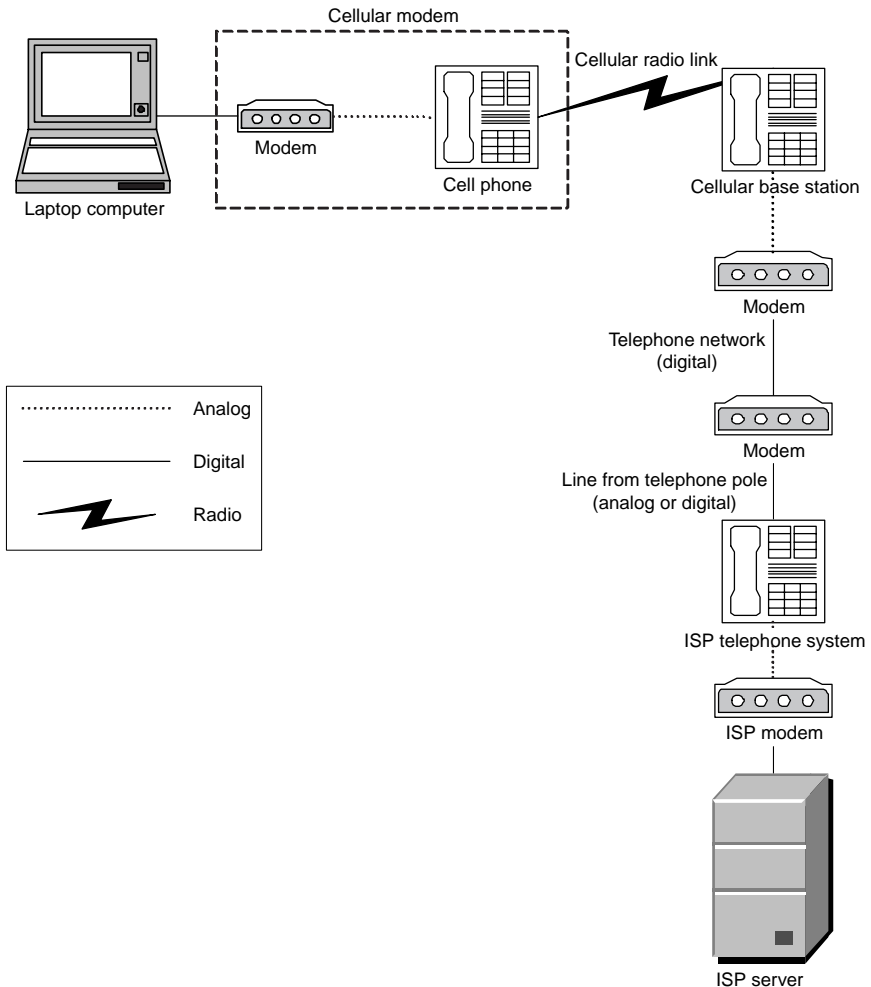 Cellular modem
Cellular radio link
Modem
Cell phone
Laptop computer
Cellular base station
Modem
Telephone network
(digital)
Modem
Line from telephone pole
(analog or digital)
ISP telephone system
ISP modem
ISP server
Analog
Digital
Radio